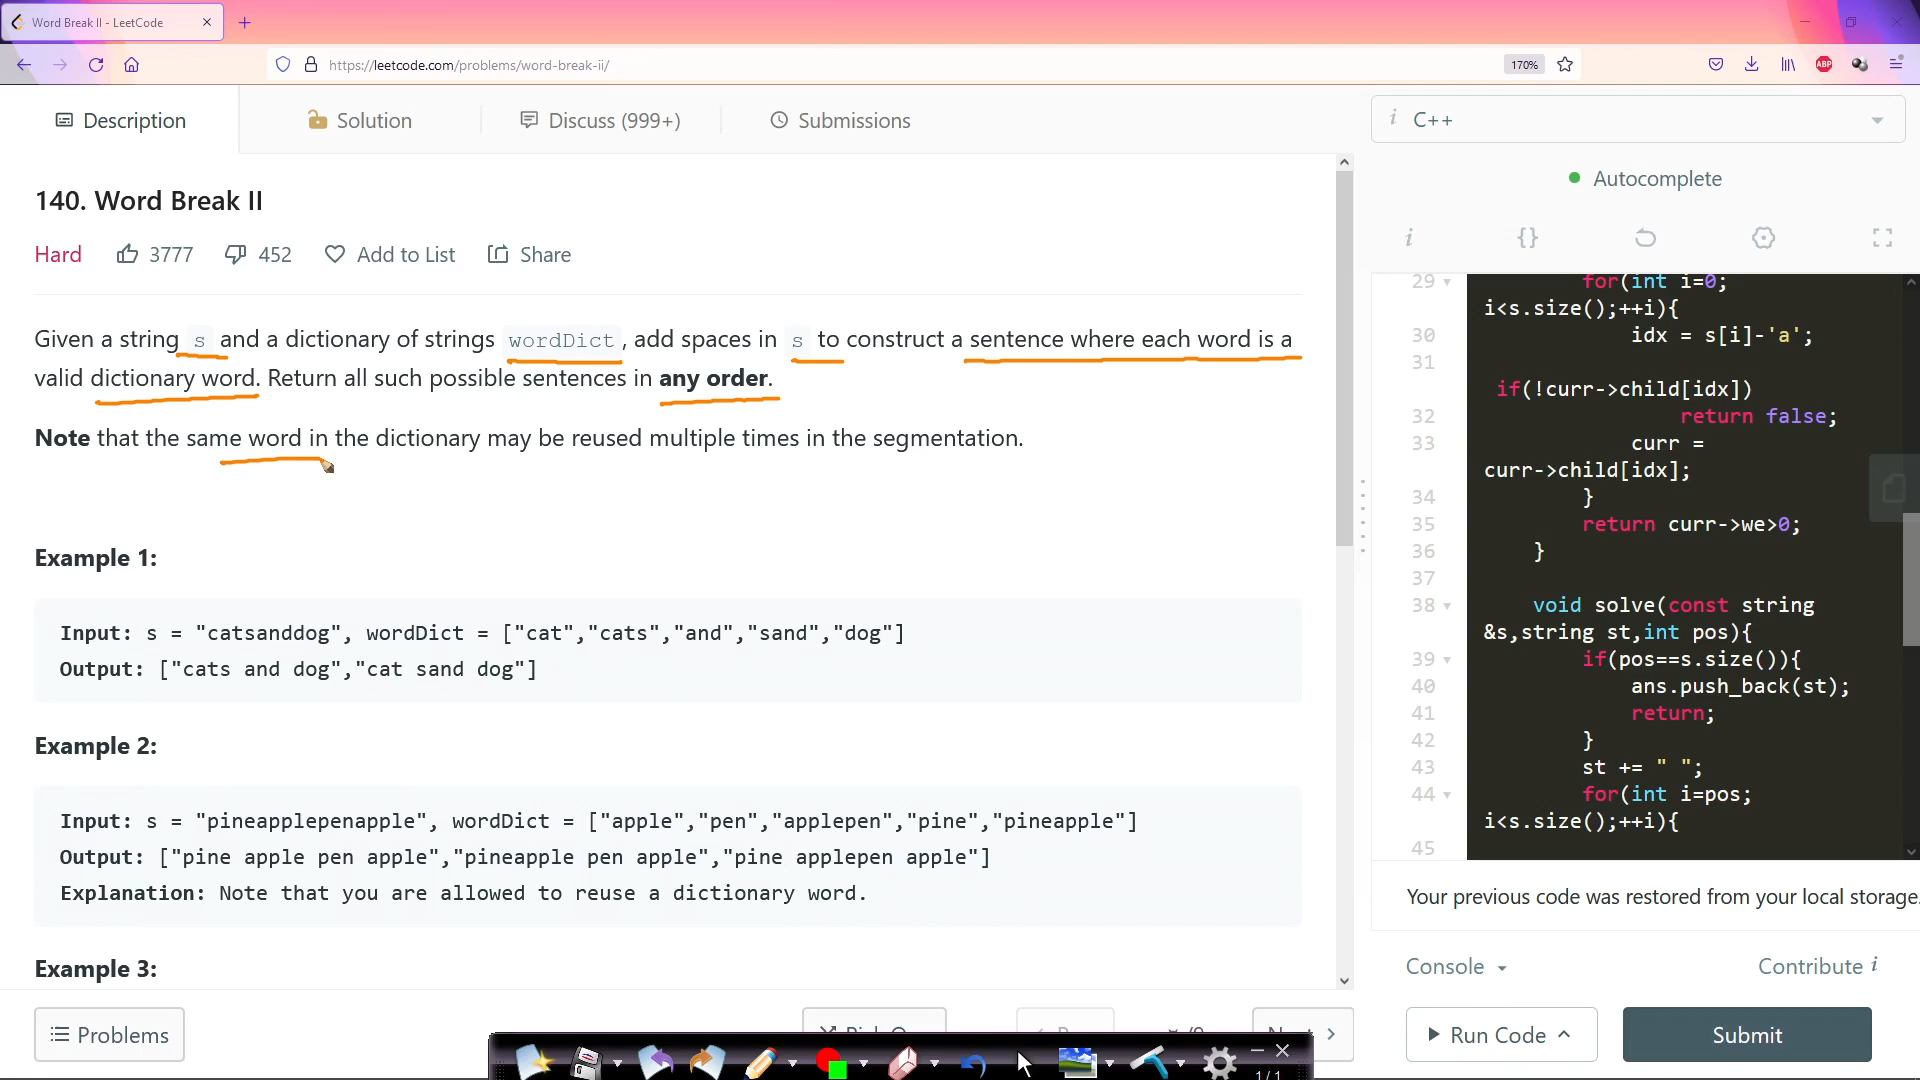 Word Break II - LeetCode
https://leetcode.com/problems/word-break-ii/
170%
ABP
Description
Solution
Discuss (999+)
Submissions
140. Word Break II
Hard
3777
452
Add to List
Share
Given a string s and a dictionary of strings wordDict, add spaces in s to construct a sentence where each word is a
valid dictionary word. Return all such possible sentences in any order.
Note that the same word in the dictionary may be reused multiple times in the segmentation.
Example 1:
Input: s = "catsanddog", wordDict = ["cat","cats","and","sand","dog"]
Output: ["cats and dog","cat sand dog"]
Example 2:
Input: s = "pineapplepenapple", wordDict = ["apple","pen","applepen","pine","pineapple"]
Output: ["pine apple pen apple","pineapple pen apple","pine applepen apple"]
Explanation: Note that you are allowed to reuse a dictionary word.
Example 3:
Problems
i C++
Autocomplete
i {}
29 for(int i=0;
i<s.size();++i){
30 idx = s[i]-'a';
31
if(!curr->child[idx])
32 return false;
33 curr =
curr->child[idx];
34 }
35 return curr->we>0;
36 }
37
38 void solve(const string
&s,string st,int pos){
39 if(pos==s.size()){
40 ans.push_back(st);
41 return;
42 }
43 st += " ";
44 for(int i=pos;
i<s.size();++i){
45
Your previous code was restored from your local storage.
Console
Contribute i
Run Code
Submit
1/1